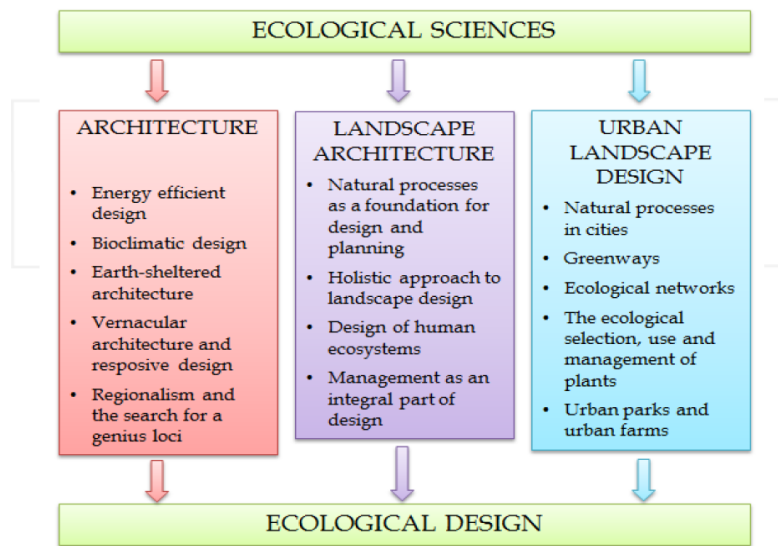 ECOLOGICAL SCIENCES
ARCHITECTURE
• Energy efficient
design
• Bioclimatic design
• Earth-sheltered
architecture
• Vernacular
architecture and
resposive design
• Regionalism and
the search for a
genius loci
LANDSCAPE
ARCHITECTURE
• Natural processes
as a foundation for
design and
planning
• Holistic approach to
landscape design
• Design of human
ecosystems
• Management as an
integral part of
design
URBAN
LANDSCAPE
DESIGN
• Natural processes
in cities
• Greenways
• Ecological networks
• The ecological
selection, use and
management of
plants
• Urban parks and
urban farms
ECOLOGICAL DESIGN